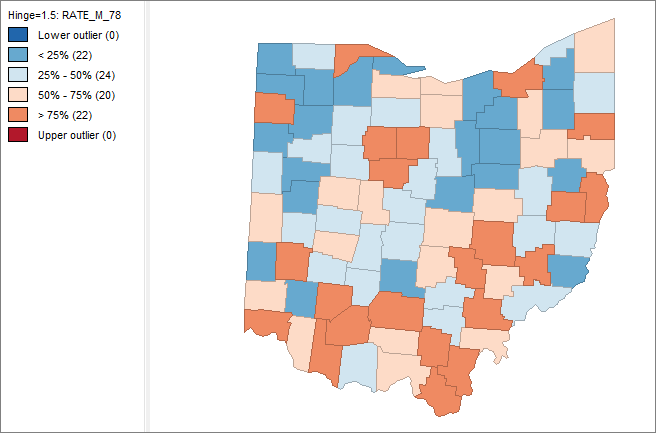 Hinge=1.5: RATE_M_78
Lower outlier (0)
< 25% (22)
25% - 50% (24)
50% - 75% (20)
> 75% (22)
Upper outlier (0)